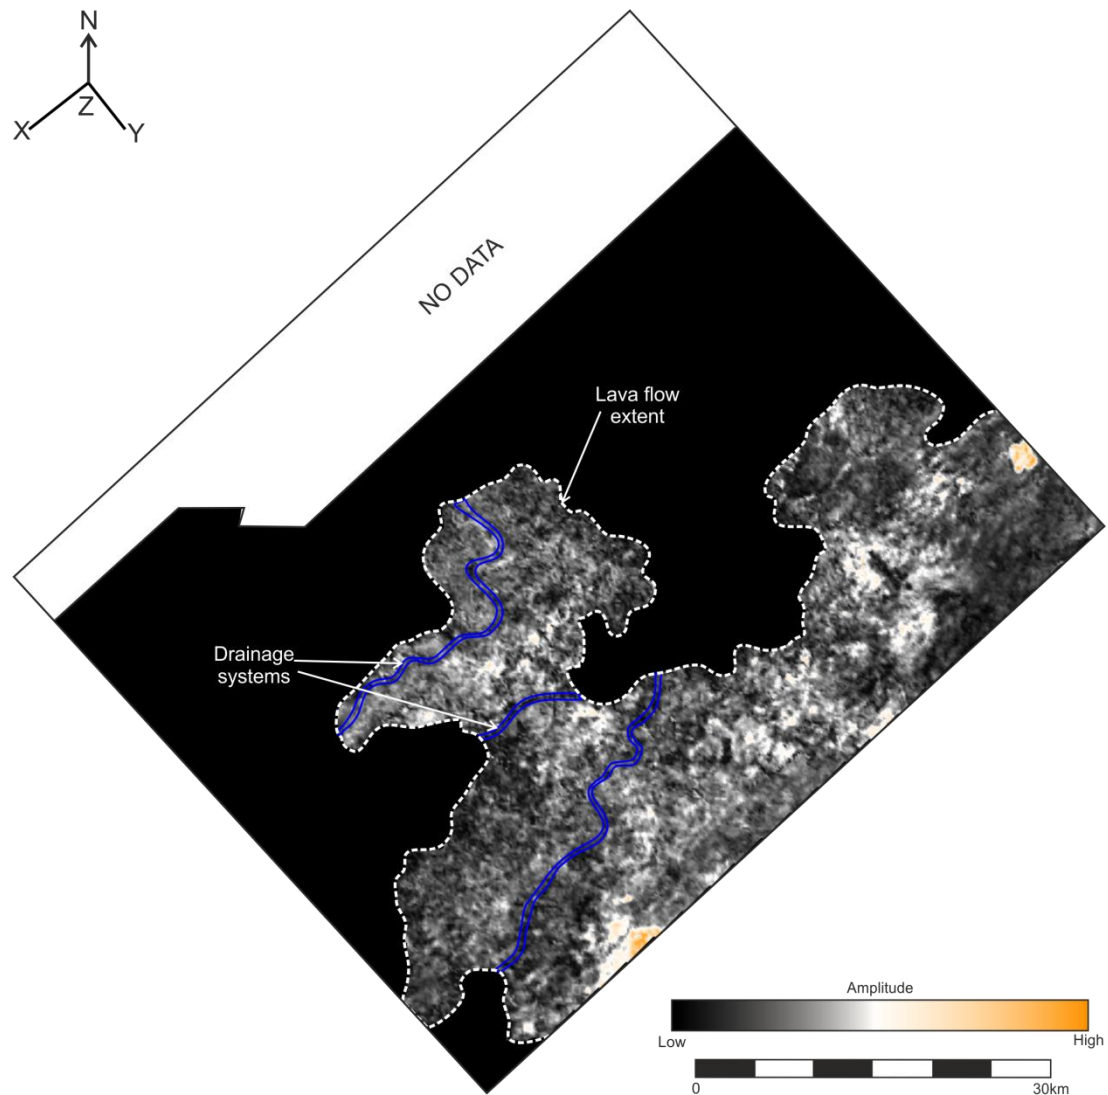 N
Z
X
Y
NO DATA
Lava flow
extent
Drainage
systems
Amplitude
Low
High
0
30km